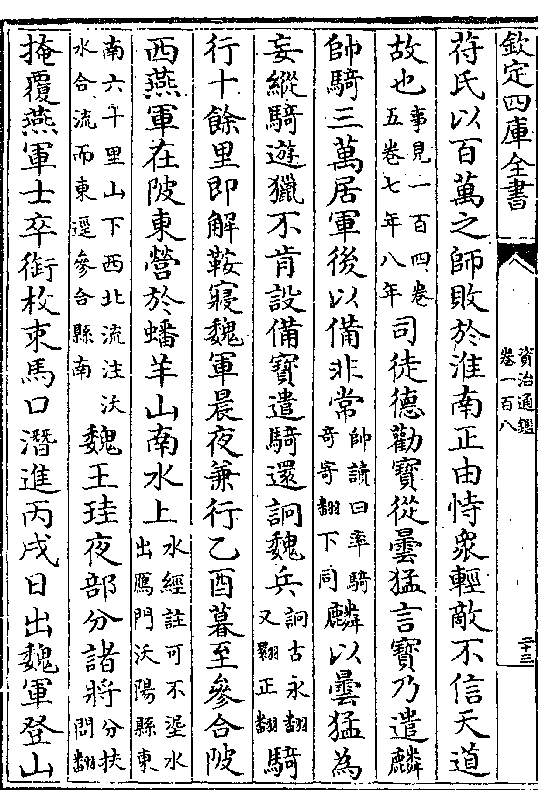 欽定四庫全書
資治通鑑
卷一百八
二十三
苻氏以百萬之師敗於淮南正由恃衆輕敵不信天道
故也事見一百四卷五卷七年八年司徒德勸寶從曇猛言寶乃遣麟
帥騎三萬居軍後以備非常帥讀曰率騎奇寄翻下同麟以曇猛為
妄縱騎遊獵不肯設備寶遣騎還詗魏兵詗古永翻又翾正翻騎
行十餘里即解鞍寢魏軍晨夜兼行乙酉暮至參合陂
西燕軍在陂東營於蟠羊山南水上水經註可不埿水出鴈門沃陽縣東
南六十里山下西北流注沃水合流而東逕參合縣南魏王珪夜部分諸將分扶問翻
掩覆燕軍士卒銜枚束馬口潛進丙戌日出魏軍登山